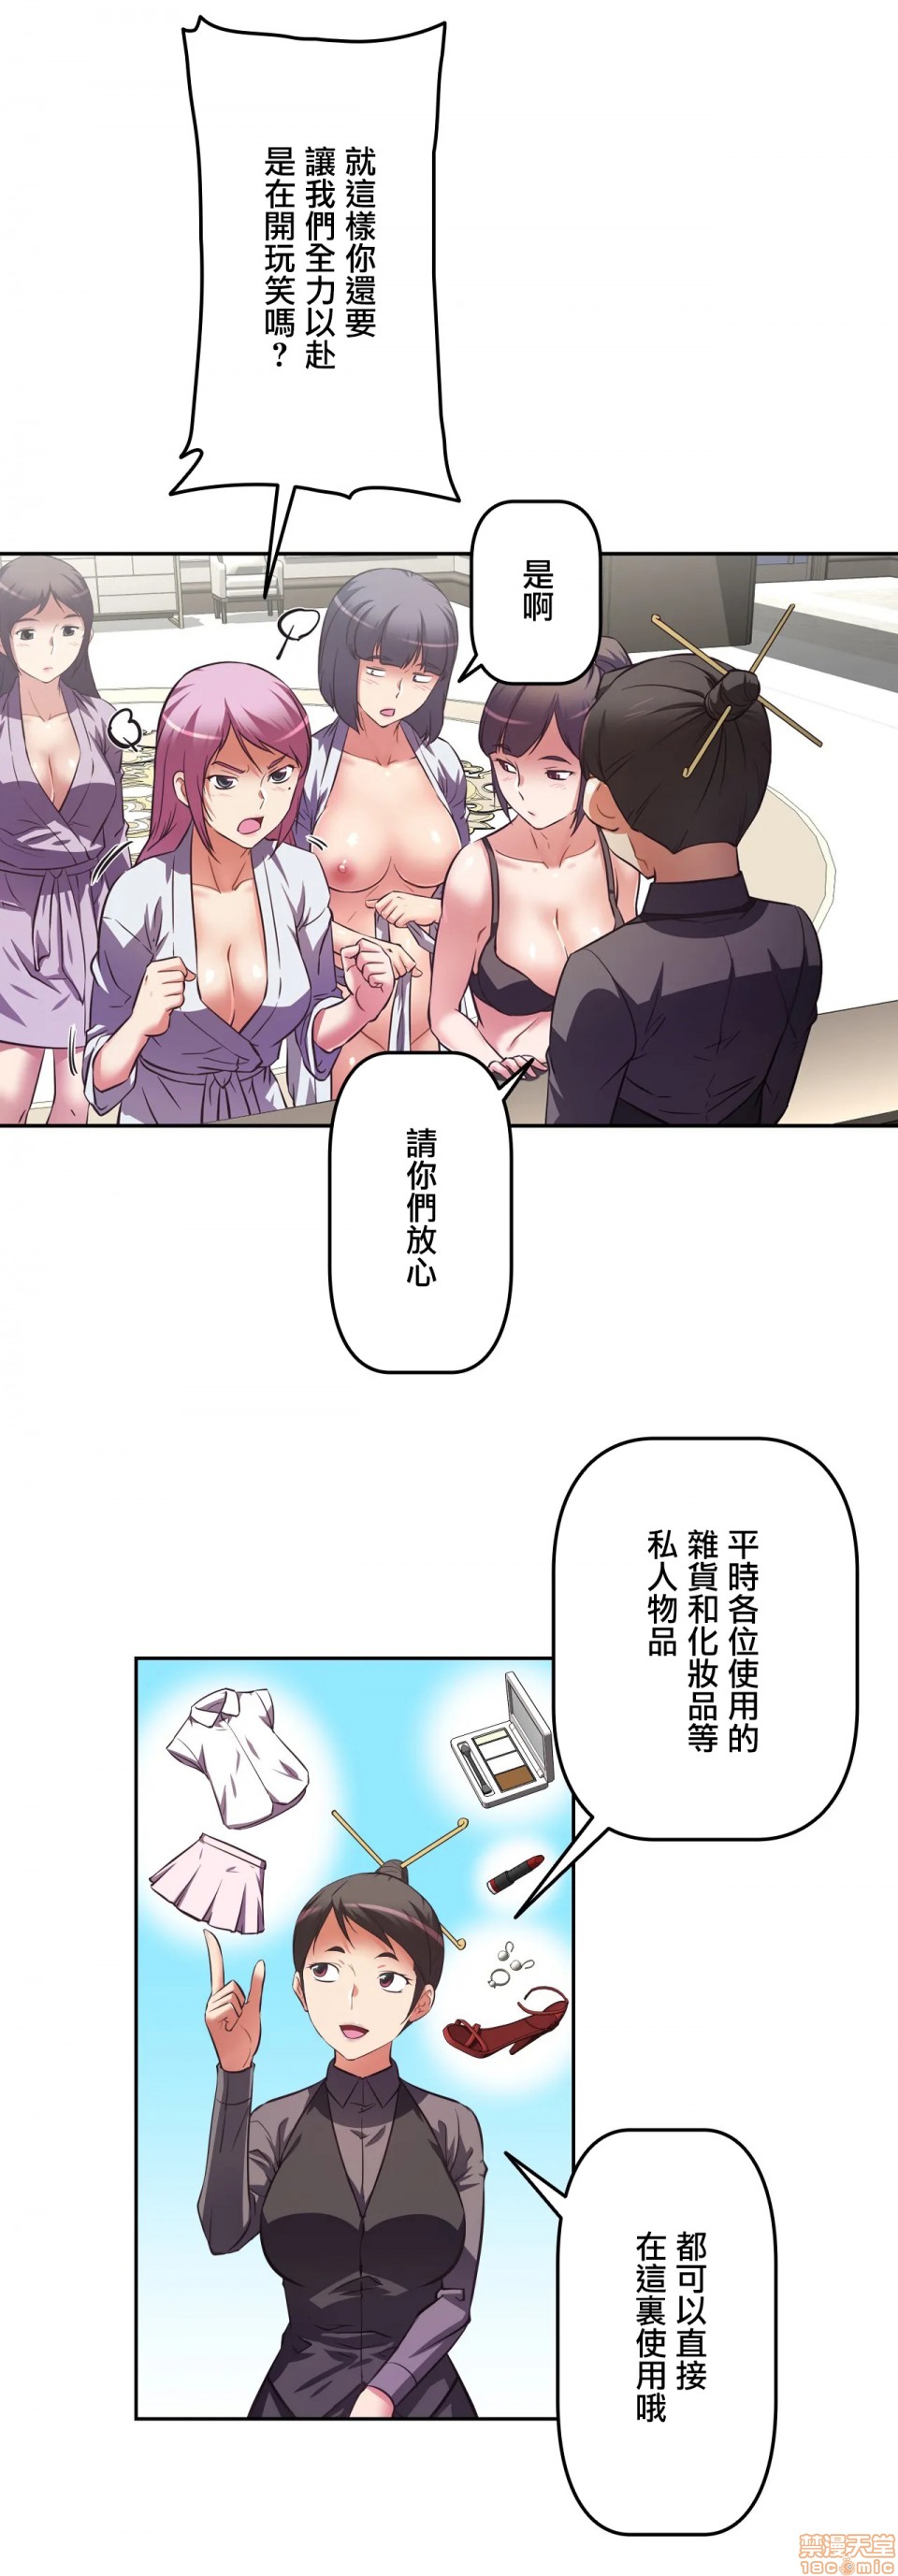 就這樣你還要
讓我們全力以赴
是在開玩笑嗎？
是啊
請你們放心
平時各位使用的
雜貨和化妝品等
私人物品
都可以直接
在這裏使用哦
禁漫天堂
18comic